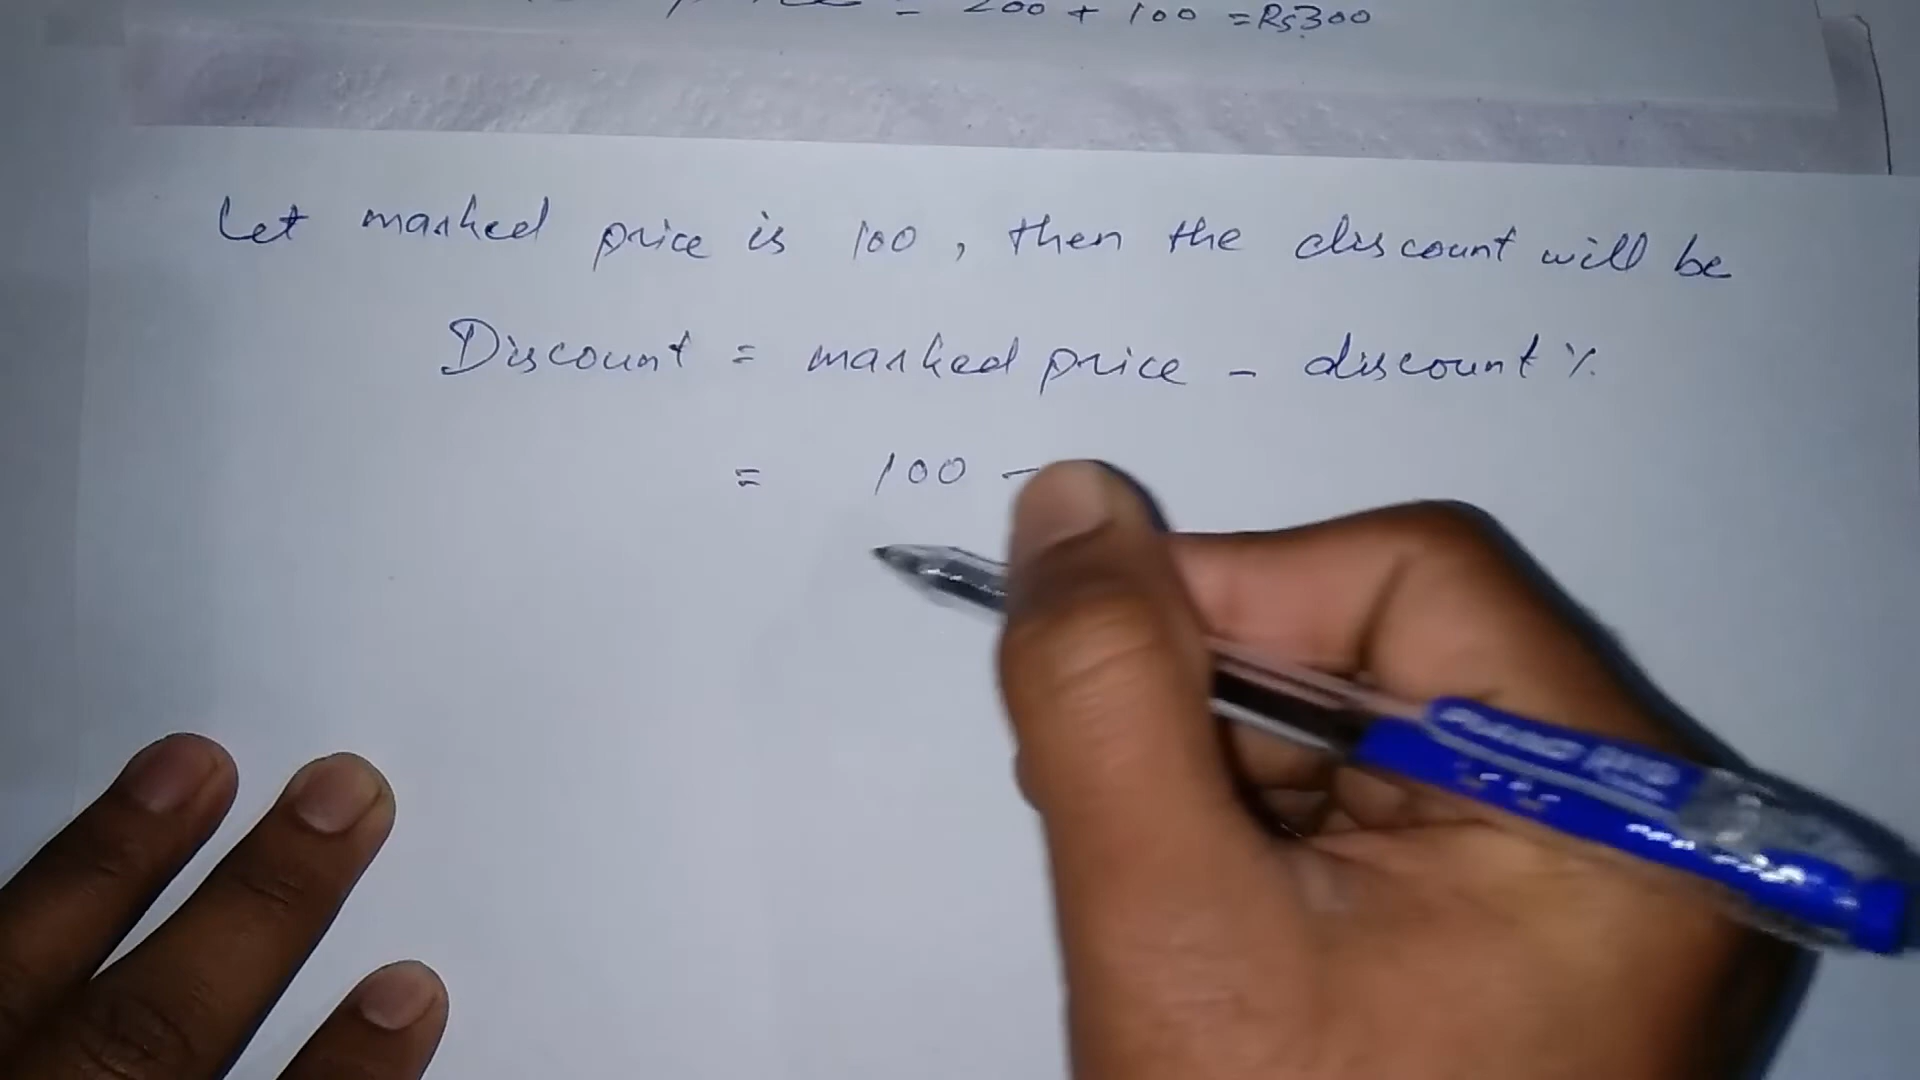 = 200 + 100 = Rs300
Let marked price is 100, then the discount will be
Discount = marked price - discount %
= 100 -